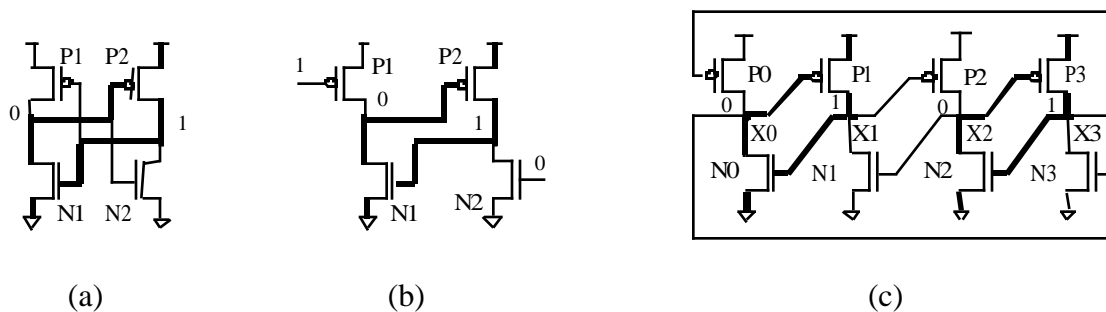 P1 P2
0
1
N1 N2
(a)
1
P1
P2
0
1
0
N1
N2
(b)
P0 P1 P2 P3
0 1 0 1
X0 X1 X2 X3
N0 N1 N2 N3
(c)